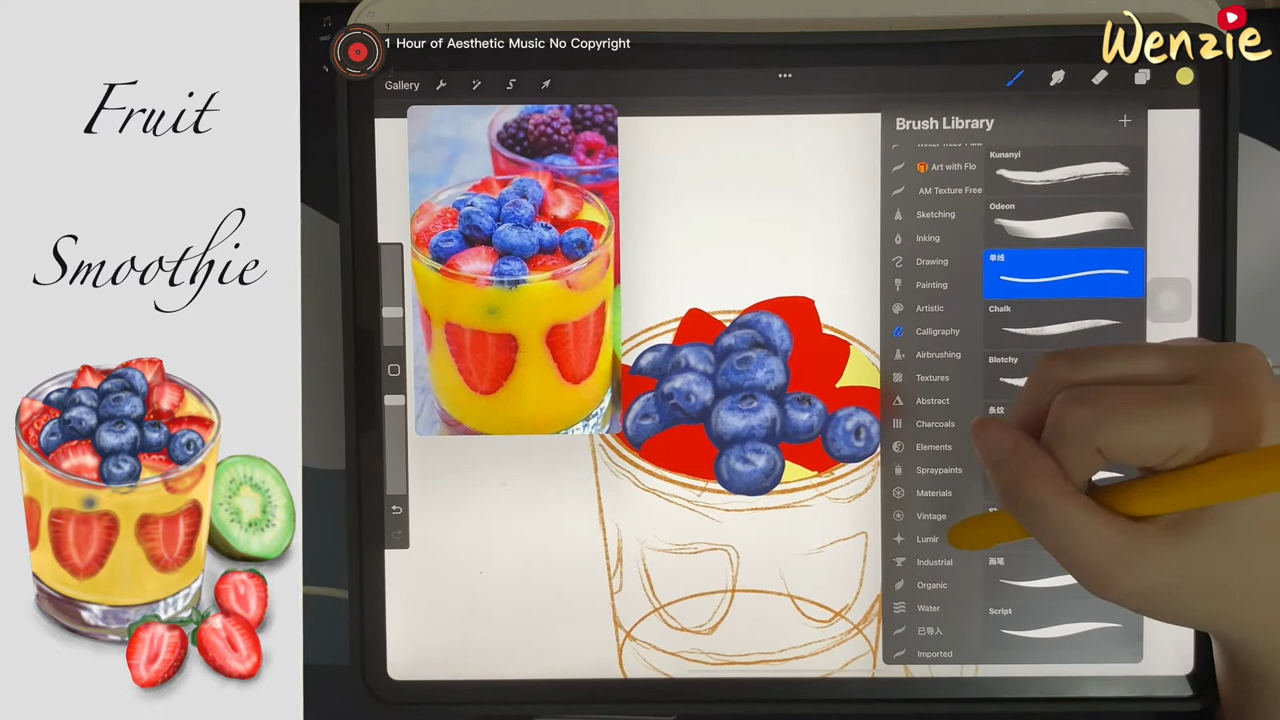 Fruit
Smoothie
1 Hour of Aesthetic Music No Copyright
Wenzie
Gallery
Brush Library
Art with Flo
AM Texture Free
Sketching
Inking
Drawing
Painting
Artistic
Calligraphy
Airbrushing
Textures
Abstract
Charcoals
Elements
Spraypaints
Materials
Vintage
Lumin
Industrial
Organic
Water
已导入
Imported
Kunanyi
Odeon
单线
Chalk
Blotchy
条纹
画笔
Script